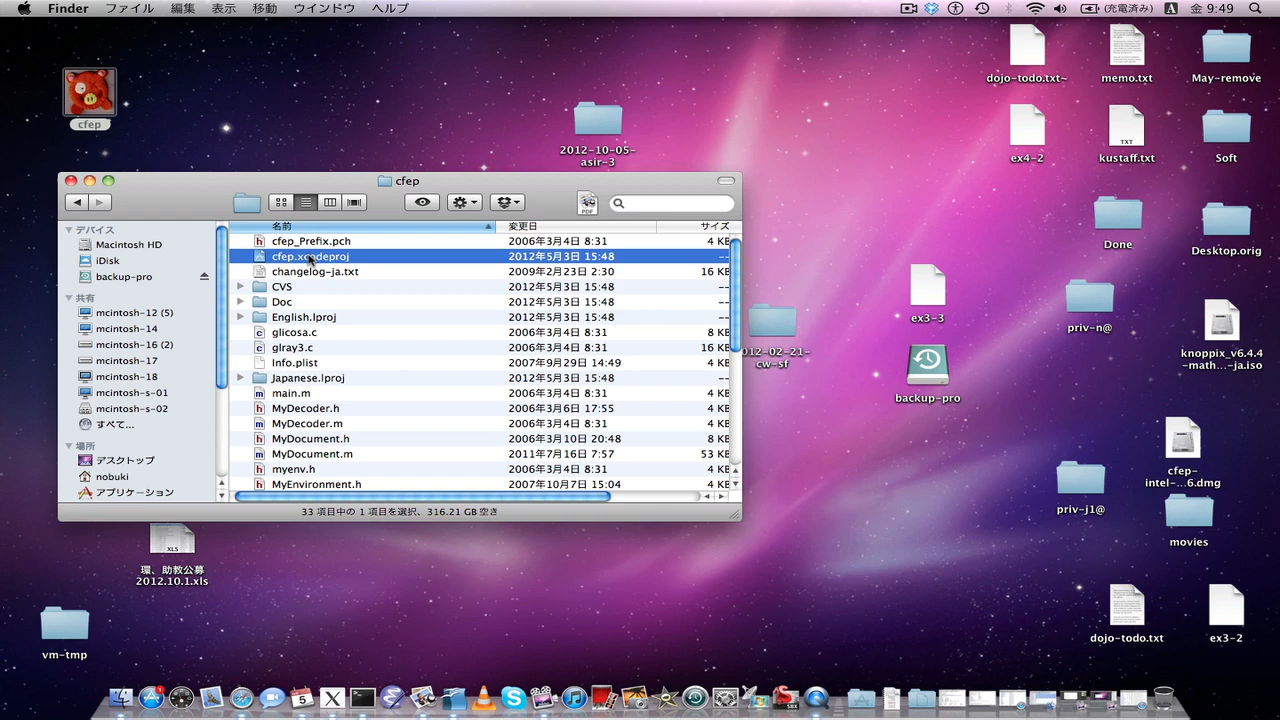 Finder ファイル 編集 表示 移動 ウインドウ ヘルプ
(充電済み) A 金 9:49
cfep
2012-10-05-
asir-3
dojo-todo.txt~
memo.txt
May-remove
ex4-2
TXT
kustaff.txt
Soft
Done
Desktop.orig
ex3-3
priv-n@
012-02-21-
cw-sf
backup-pro
knoppix_v6.4.4
-math...-ja.iso
cfep-
intel-...6.dmg
priv-j1@
movies
dojo-todo.txt
ex3-2
XLS
環、助教公募
2012.10.1.xls
vm-tmp
cfep
PDF
デバイス
Macintosh HD
iDisk
backup-pro
共有
mcintosh-12 (5)
mcintosh-14
mcintosh-16 (2)
mcintosh-17
mcintosh-18
mcintosh-s-01
mcintosh-s-02
すべて...
場所
デスクトップ
nobuki
アプリケーション
名前 変更日 サイズ
cfep_Prefix.pch 2006年3月4日 8:31 4 KB
cfep.xcodeproj 2012年5月3日 15:48 --
changelog-ja.txt 2009年2月23日 2:30 16 KB
CVS 2012年5月3日 15:48 --
Doc 2012年5月3日 15:48 --
English.lproj 2012年5月3日 15:48 --
glicosa.c 2006年3月4日 8:31 8 KB
glray3.c 2006年3月4日 8:31 16 KB
Info.plist 2007年9月29日 14:49 4 KB
Japanese.lproj 2012年5月3日 15:48 --
main.m 2006年3月4日 8:31 4 KB
MyDecoder.h 2006年3月6日 17:55 4 KB
MyDecoder.m 2006年3月4日 8:31 4 KB
MyDocument.h 2006年3月10日 20:48 8 KB
MyDocument.m 2011年7月16日 7:57 53 KB
myenv.h 2006年3月4日 8:31 4 KB
MyEnvironment.h 2007年10月7日 15:04 4 KB
33 項目中の 1 項目を選択、316.21 GB空き